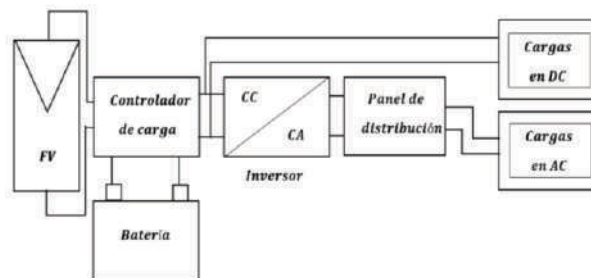 FV
Controlador
de carga
Batería
CC
CA
Inversor
Panel de
distribución
Cargas
en DC
Cargas
en AC